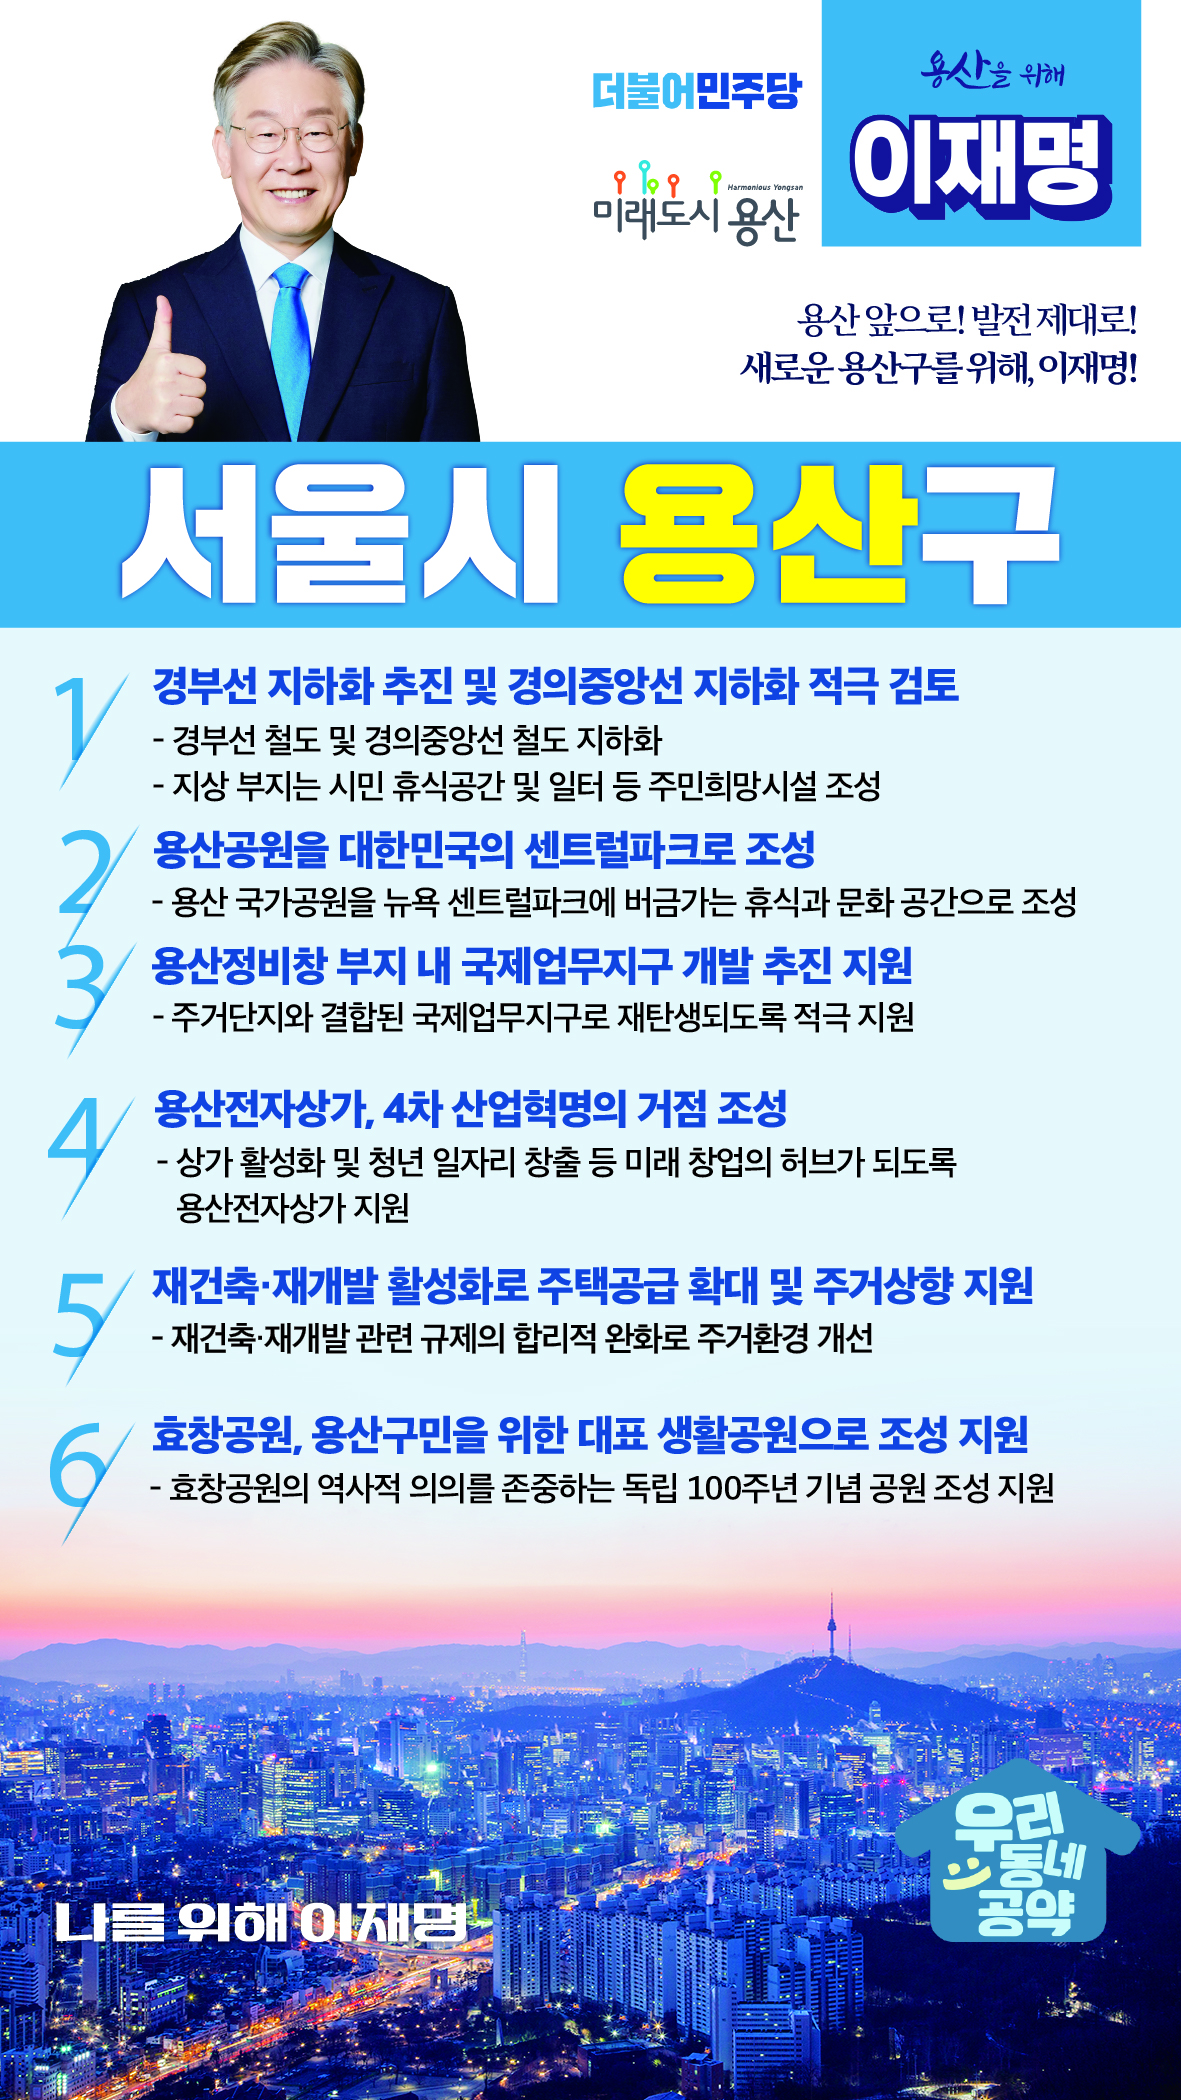 더불어민주당
Harmonious Yongsan
미래도시 용산
용산을 위해
이재명
용산 앞으로! 발전 제대로!
새로운 용산구를 위해, 이재명!
서울시 용산구
1
경부선 지하화 추진 및 경의중앙선 지하화 적극 검토
- 경부선 철도 및 경의중앙선 철도 지하화
- 지상 부지는 시민 휴식공간 및 일터 등 주민희망시설 조성
2
용산공원을 대한민국의 센트럴파크로 조성
- 용산 국가공원을 뉴욕 센트럴파크에 버금가는 휴식과 문화 공간으로 조성
3
용산정비창 부지 내 국제업무지구 개발 추진 지원
- 주거단지와 결합된 국제업무지구로 재탄생되도록 적극 지원
4
용산전자상가, 4차 산업혁명의 거점 조성
- 상가 활성화 및 청년 일자리 창출 등 미래 창업의 허브가 되도록
용산전자상가 지원
5
재건축·재개발 활성화로 주택공급 확대 및 주거상향 지원
- 재건축·재개발 관련 규제의 합리적 완화로 주거환경 개선
6
효창공원, 용산구민을 위한 대표 생활공원으로 조성 지원
- 효창공원의 역사적 의의를 존중하는 독립 100주년 기념 공원 조성 지원
우리
동네
공약
나를 위해 이재명